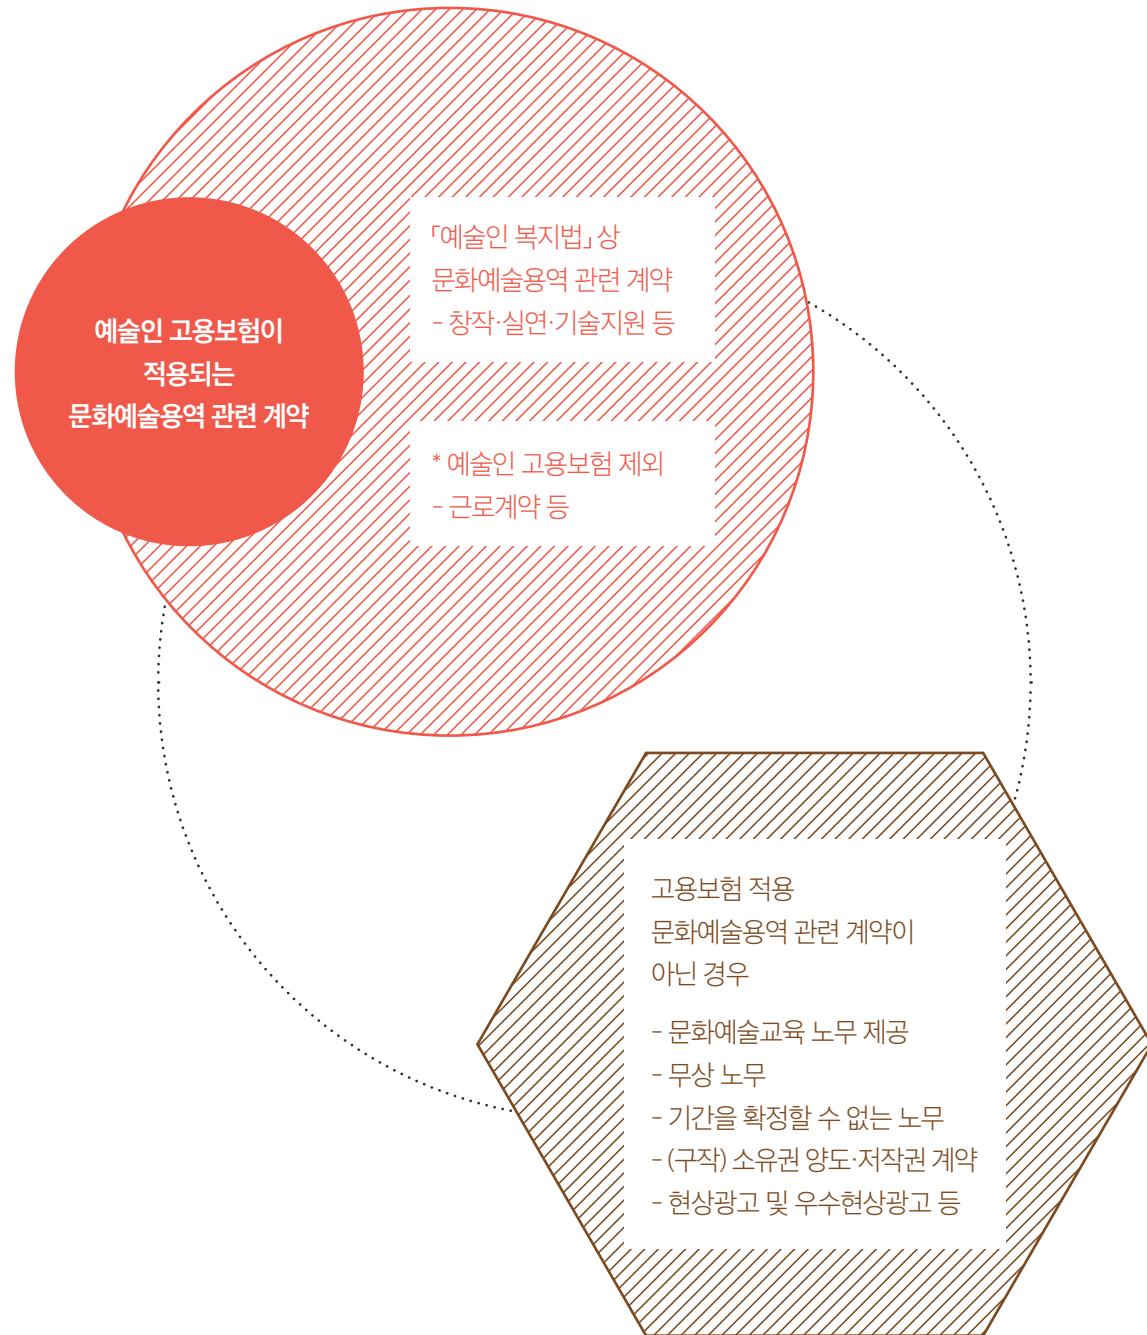 예술인 고용보험이
적용되는
문화예술용역 관련 계약
「예술인 복지법」 상
문화예술용역 관련 계약
- 창작·실연·기술지원 등
* 예술인 고용보험 제외
- 근로계약 등
고용보험 적용
문화예술용역 관련 계약이
아닌 경우
- 문화예술교육 노무 제공
- 무상 노무
- 기간을 확정할 수 없는 노무
- (구작) 소유권 양도·저작권 계약
- 현상광고 및 우수현상광고 등